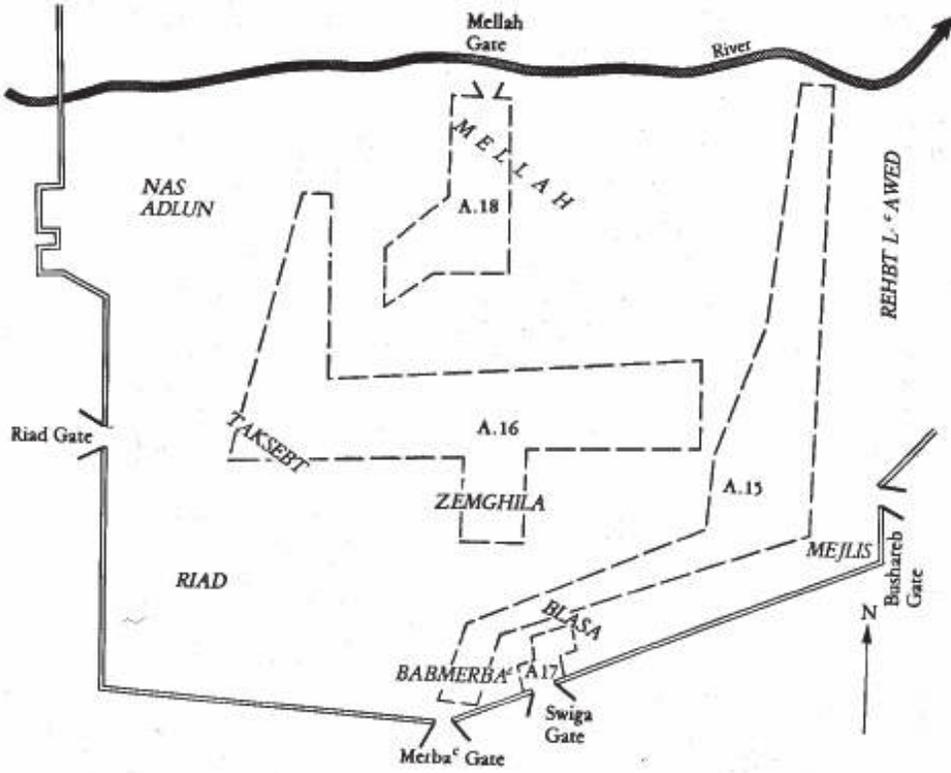 Mellah
Gate
River
MELLAH
NAS
ADLUN
A.18
REHBT L-ᶜAWED
Riad Gate
TAKSEBT
A.16
A.15
ZEMGHILA
MEJLIS
Bushareb
Gate
RIAD
BLASA
N
BABMERBAᶜ
A17
Swiga
Gate
Merbaᶜ Gate